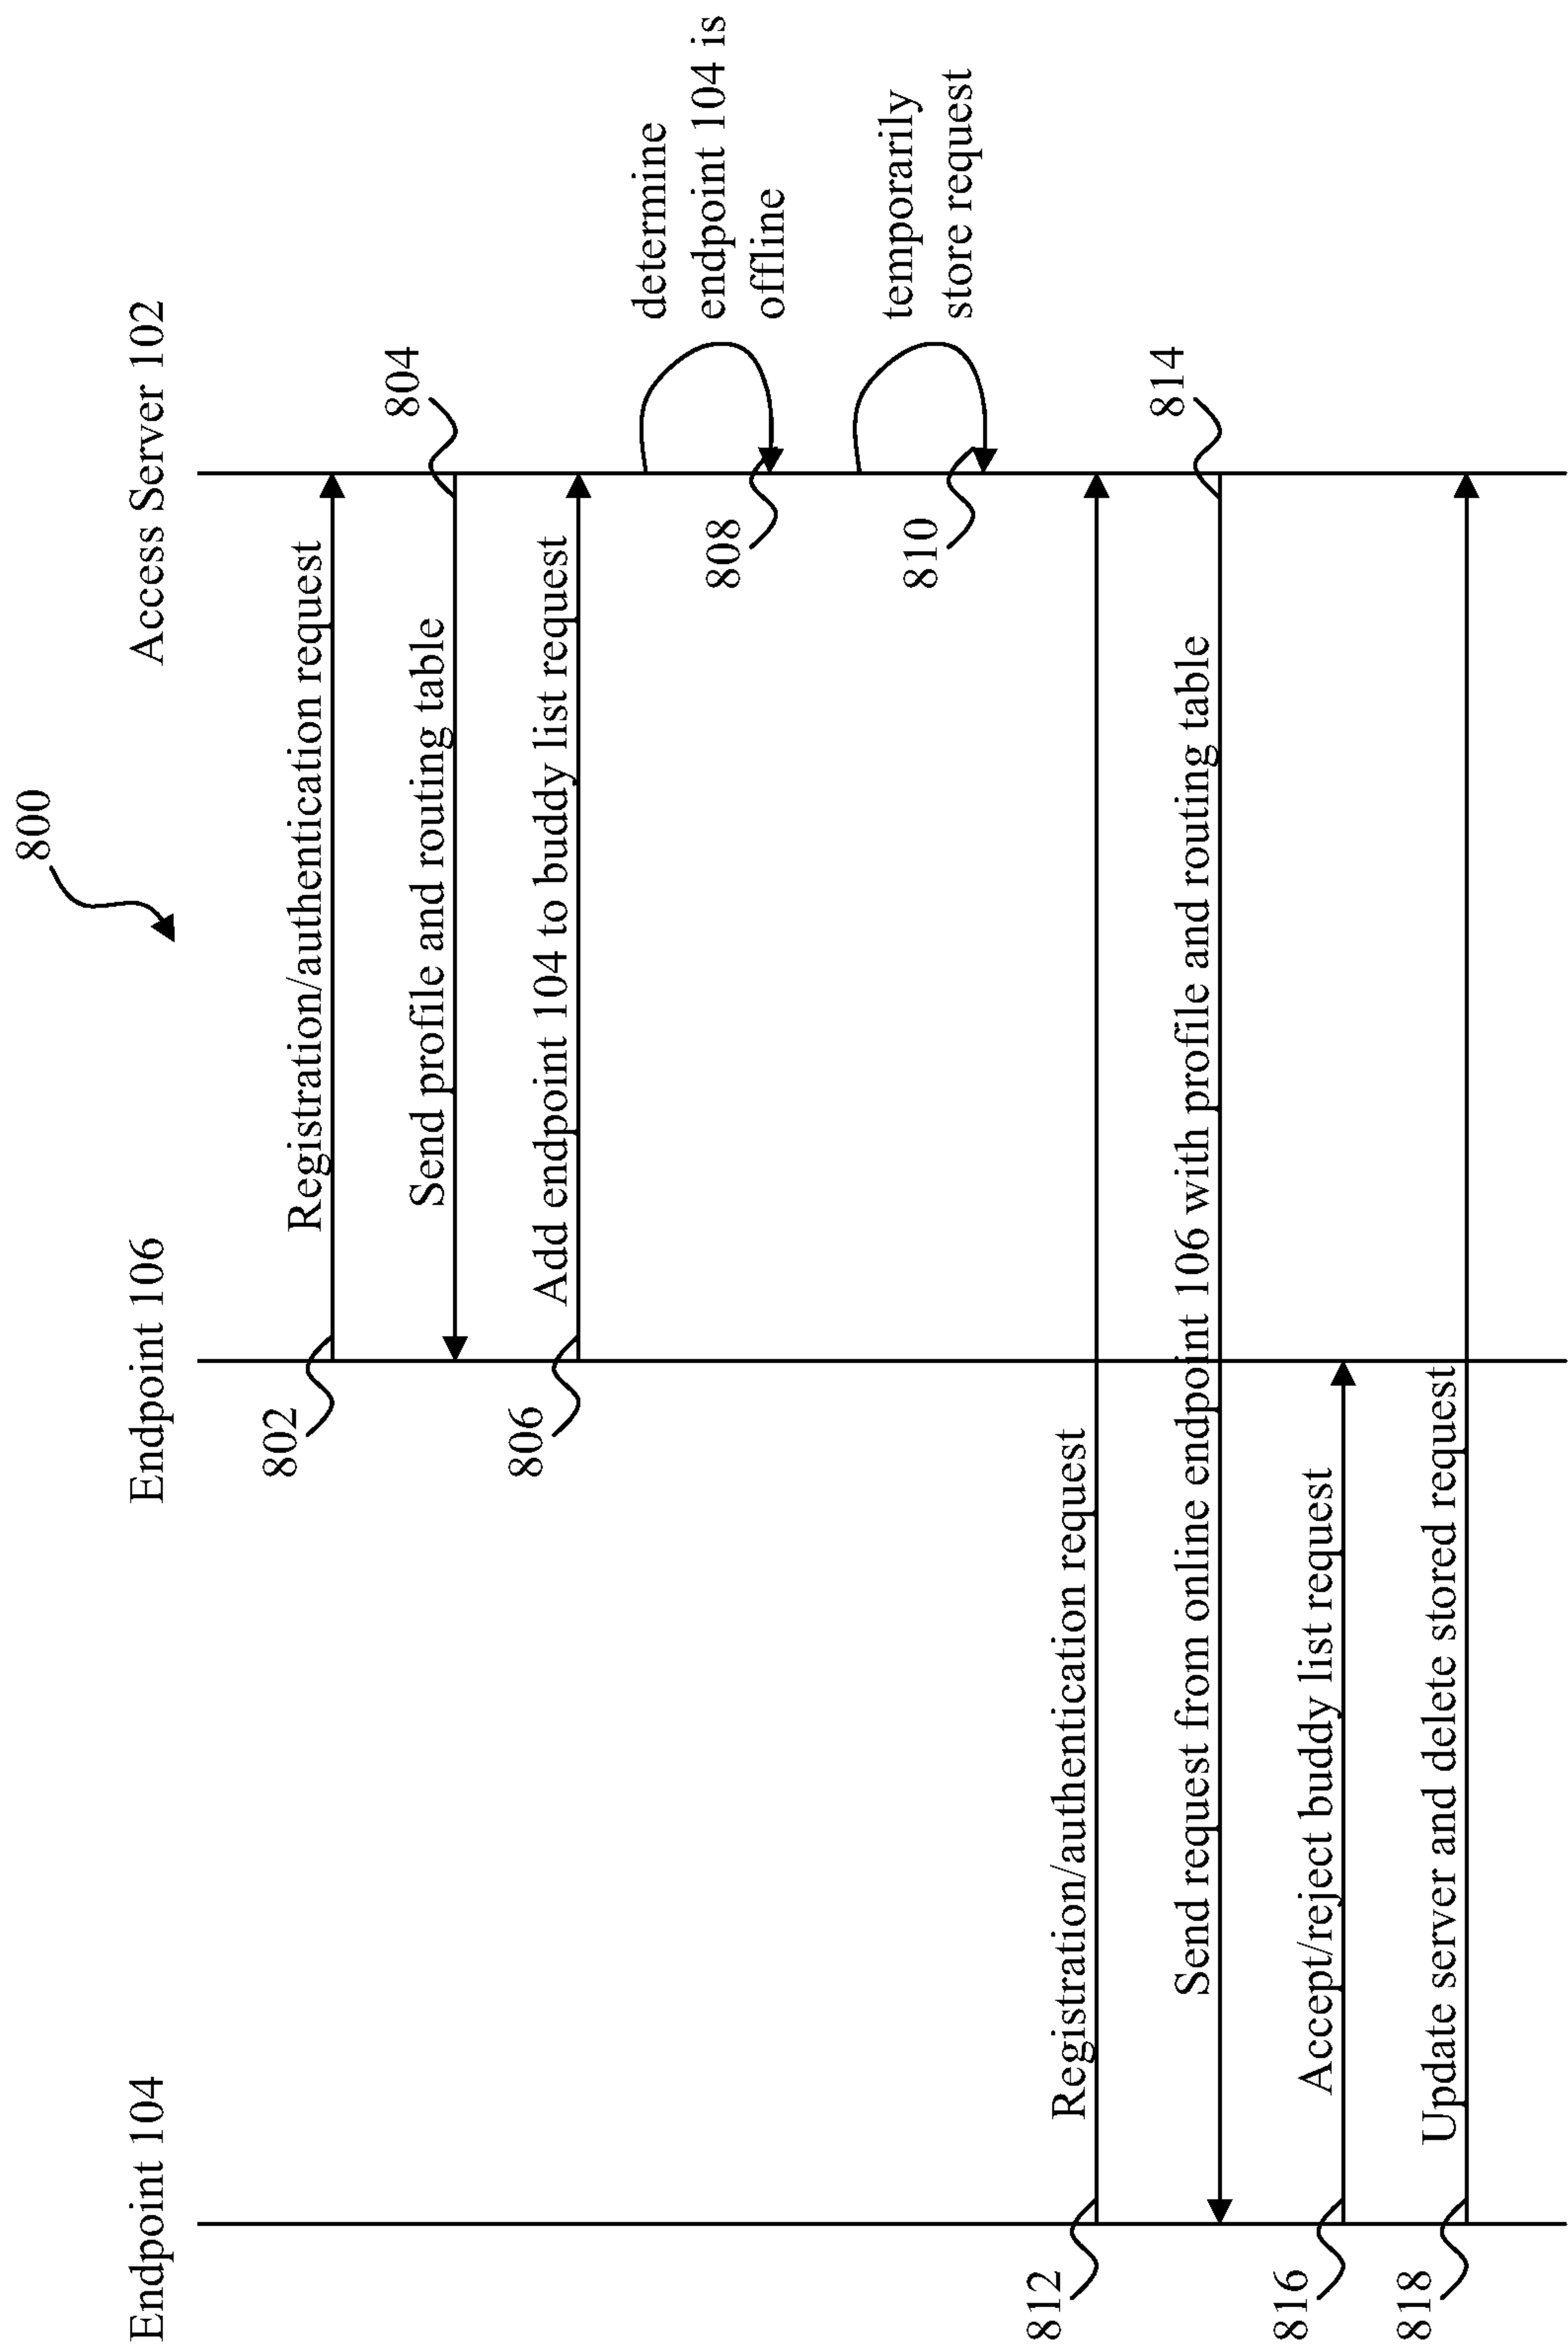 800
Endpoint 104
Endpoint 106
Access Server 102
802
Registration/authentication request
804
Send profile and routing table
806
Add endpoint 104 to buddy list request
808
determine
endpoint 104 is
offline
810
temporarily
store request
812
Registration/authentication request
814
Send request from online endpoint 106 with profile and routing table
816
Accept/reject buddy list request
818
Update server and delete stored request